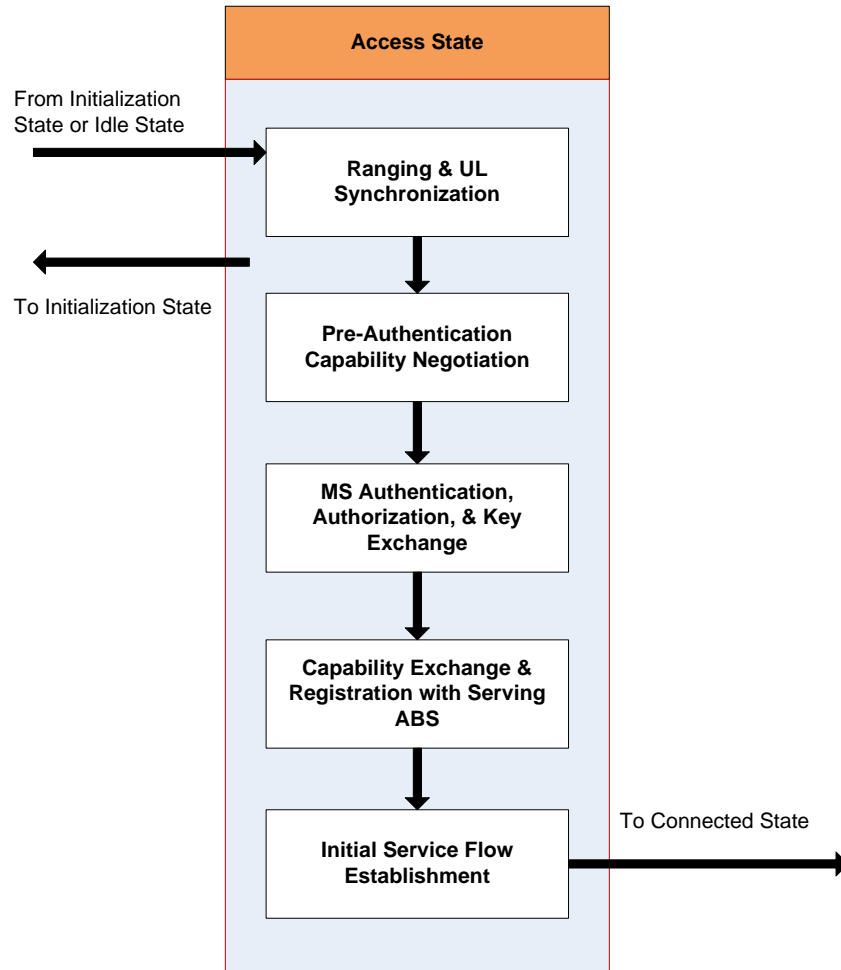 Access State
From Initialization
State or Idle State
Ranging & UL
Synchronization
To Initialization State
Pre-Authentication
Capability Negotiation
MS Authentication,
Authorization, & Key
Exchange
Capability Exchange &
Registration with Serving
ABS
To Connected State
Initial Service Flow
Establishment